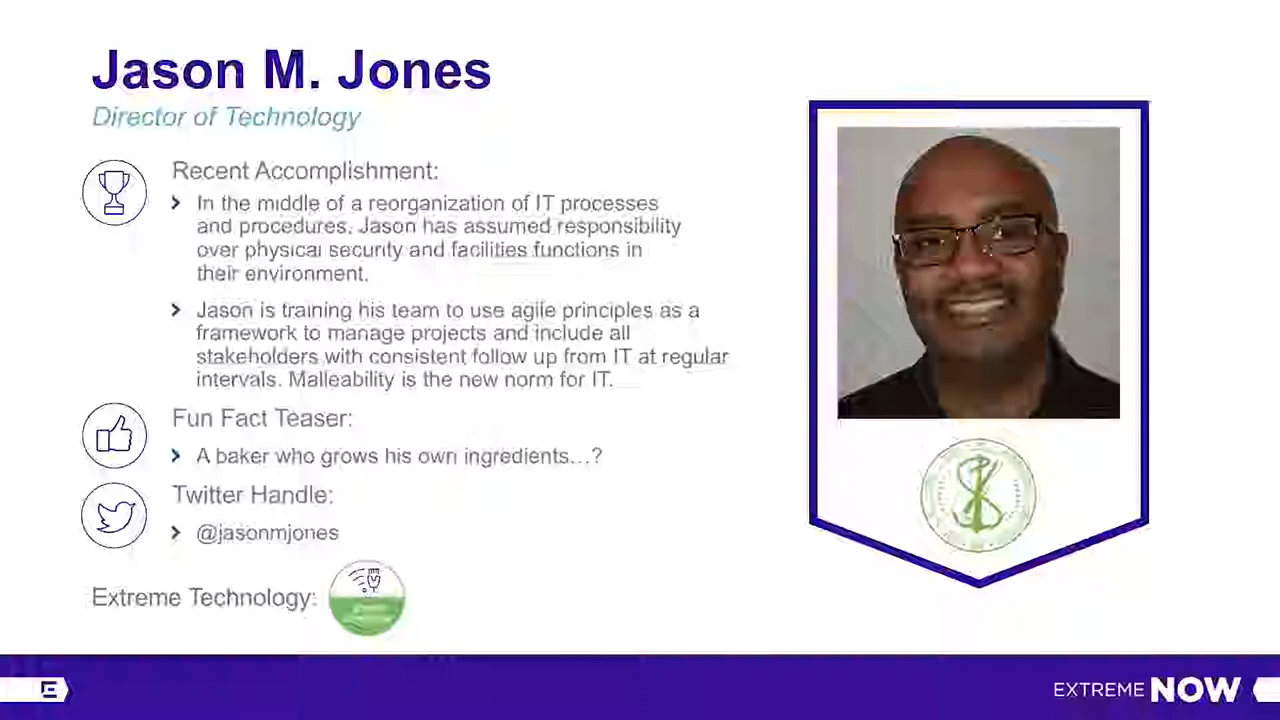 Jason M. Jones
Director of Technology
Recent Accomplishment:
In the middle of a reorganization of IT processes
and procedures, Jason has assumed responsibility
over physical security and facilities functions in
their environment.
Jason is training his team to use agile principles as a
framework to manage projects and include all
stakeholders with consistent follow up from IT at regular
intervals. Malleability is the new norm for IT.
Fun Fact Teaser:
A baker who grows his own ingredients…?
Twitter Handle:
@jasonmjones
Extreme Technology:
EXTREME NOW